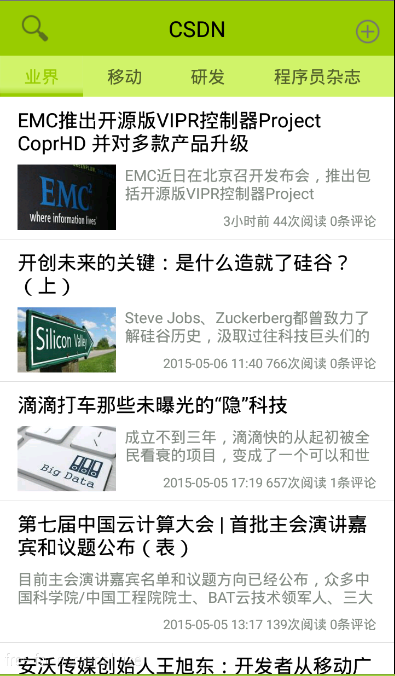 CSDN
业界 移动 研发 程序员杂志
EMC推出开源版VIPR控制器Project
CoprHD 并对多款产品升级
EMC²
where information lives
EMC近日在北京召开发布会，推出包
括开源版VIPR控制器Project
3小时前 44次阅读 0条评论
开创未来的关键：是什么造就了硅谷？
（上）
Silicon Valley
Steve Jobs、Zuckerberg都曾致力了
解硅谷历史，汲取过往科技巨头们的
2015-05-06 11:40 766次阅读 0条评论
滴滴打车那些未曝光的“隐”科技
Big Data
成立不到三年，滴滴快的从起初被全
民看衰的项目，变成了一个可以和世
2015-05-05 17:19 657次阅读 1条评论
第七届中国云计算大会 | 首批主会演讲嘉
宾和议题公布（表）
目前主会演讲嘉宾名单和议题方向已经公布，众多中
国科学院/中国工程院院士、BAT云技术领军人、三大
2015-05-05 13:17 139次阅读 0条评论
安沃传媒创始人王旭东：开发者从移动广